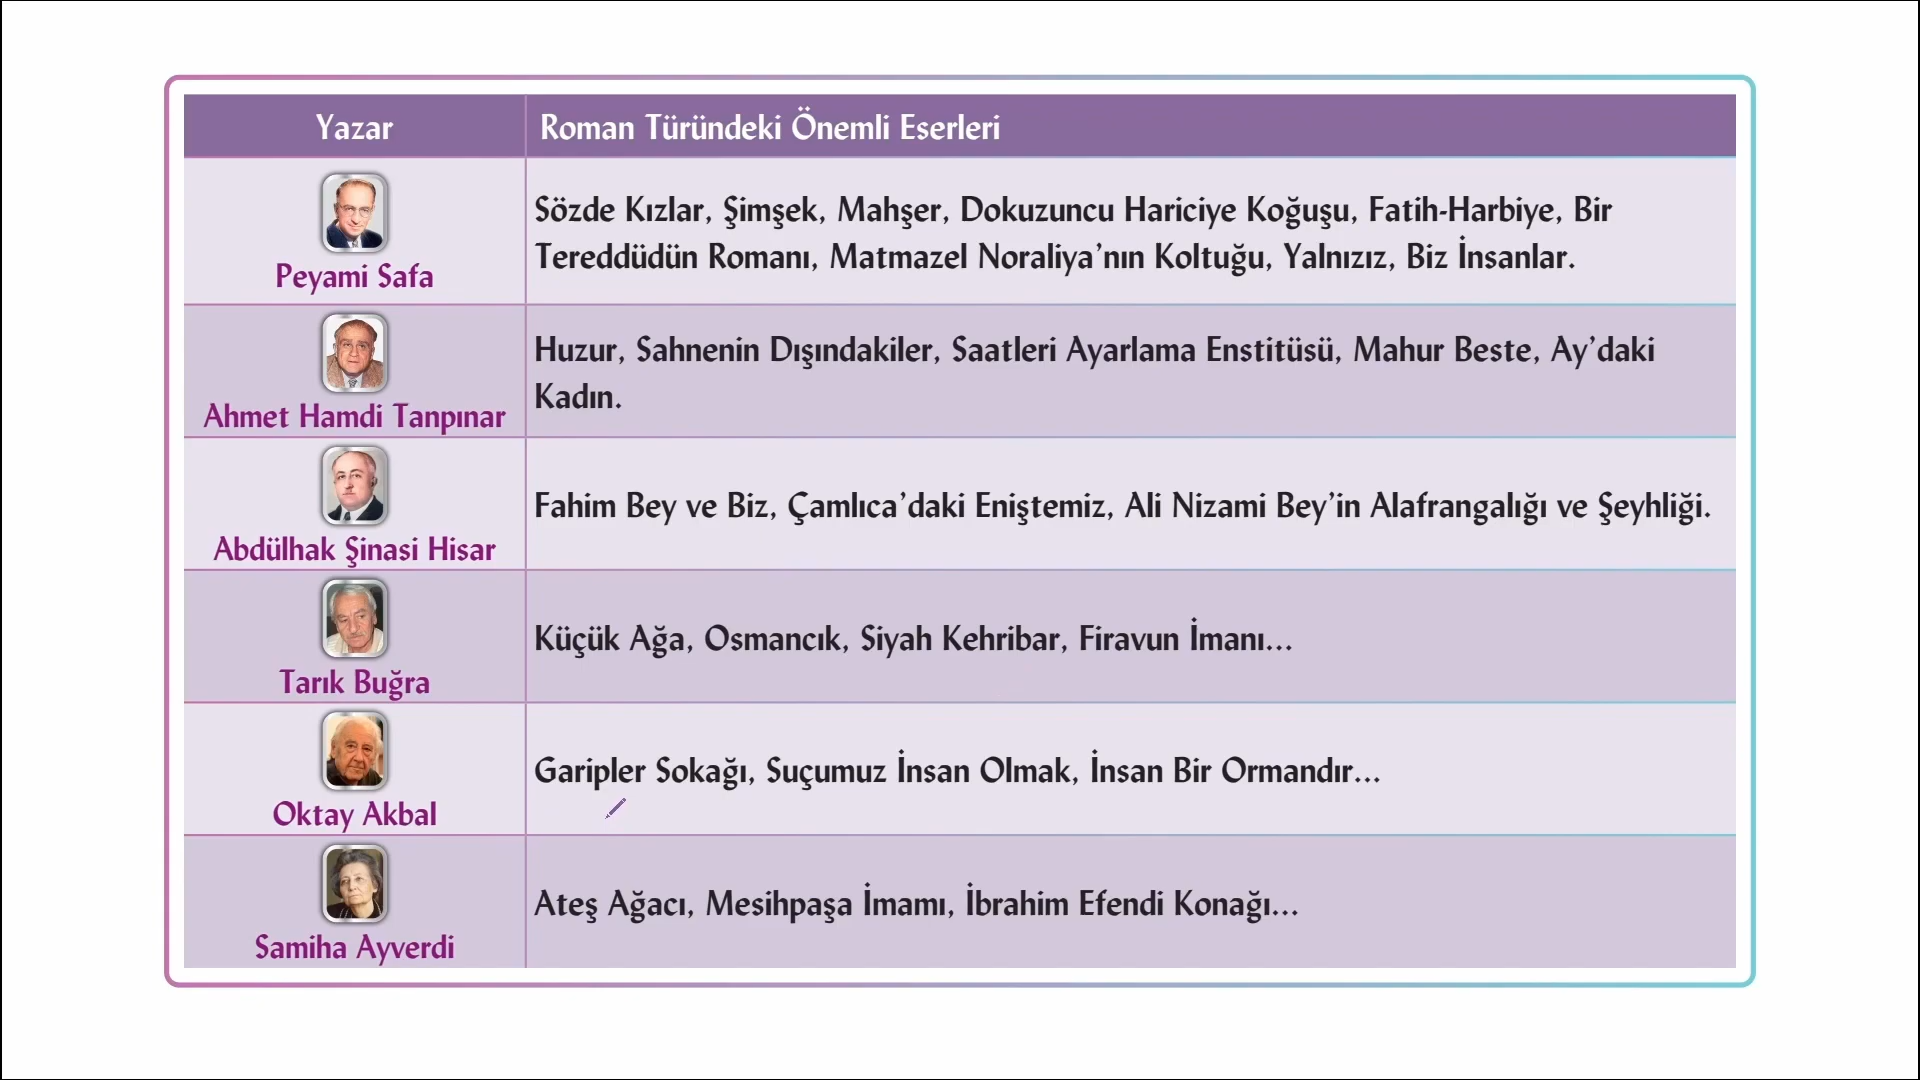 Yazar
Roman Türündeki Önemli Eserleri
Peyami Safa
Sözde Kızlar, Şimşek, Mahşer, Dokuzuncu Hariciye Koğuşu, Fatih-Harbiye, Bir
Tereddüdün Romanı, Matmazel Noraliya’nın Koltuğu, Yalnızız, Biz İnsanlar.
Ahmet Hamdi Tanpınar
Huzur, Sahnenin Dışındakiler, Saatleri Ayarlama Enstitüsü, Mahur Beste, Ay’daki
Kadın.
Abdülhak Şinasi Hisar
Fahim Bey ve Biz, Çamlıca’daki Eniştemiz, Ali Nizami Bey’in Alafrangalığı ve Şeyhliği.
Tarık Buğra
Küçük Ağa, Osmancık, Siyah Kehribar, Firavun İmanı...
Oktay Akbal
Garipler Sokağı, Suçumuz İnsan Olmak, İnsan Bir Ormandır...
Samiha Ayverdi
Ateş Ağacı, Mesihpaşa İmamı, İbrahim Efendi Konağı...